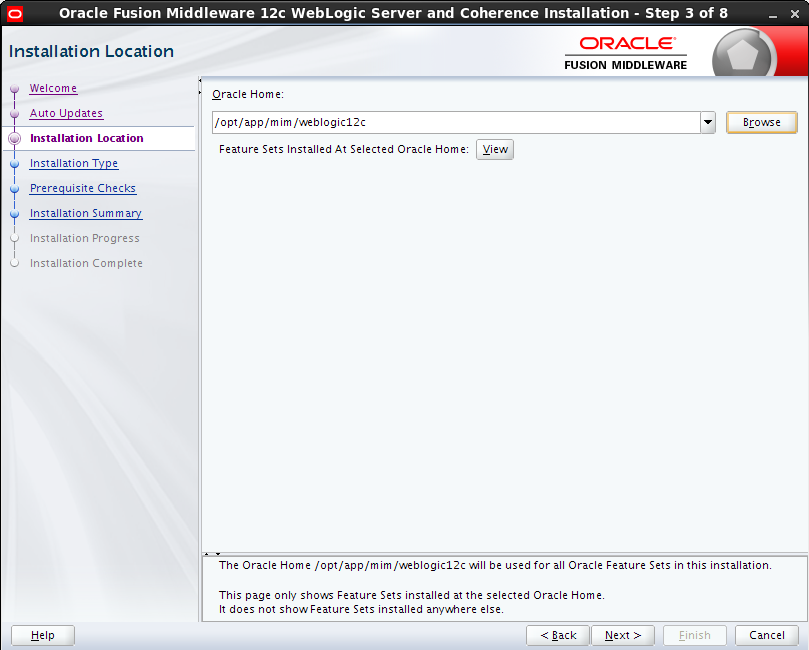 Oracle Fusion Middleware 12c WebLogic Server and Coherence Installation - Step 3 of 8
Installation Location
ORACLE®
FUSION MIDDLEWARE
Welcome
Auto Updates
Installation Location
Installation Type
Prerequisite Checks
Installation Summary
Installation Progress
Installation Complete
Oracle Home:
/opt/app/mim/weblogic12c
Browse
Feature Sets Installed At Selected Oracle Home: View
The Oracle Home /opt/app/mim/weblogic12c will be used for all Oracle Feature Sets in this installation.
This page only shows Feature Sets installed at the selected Oracle Home.
It does not show Feature Sets installed anywhere else.
Help < Back Next > Finish Cancel